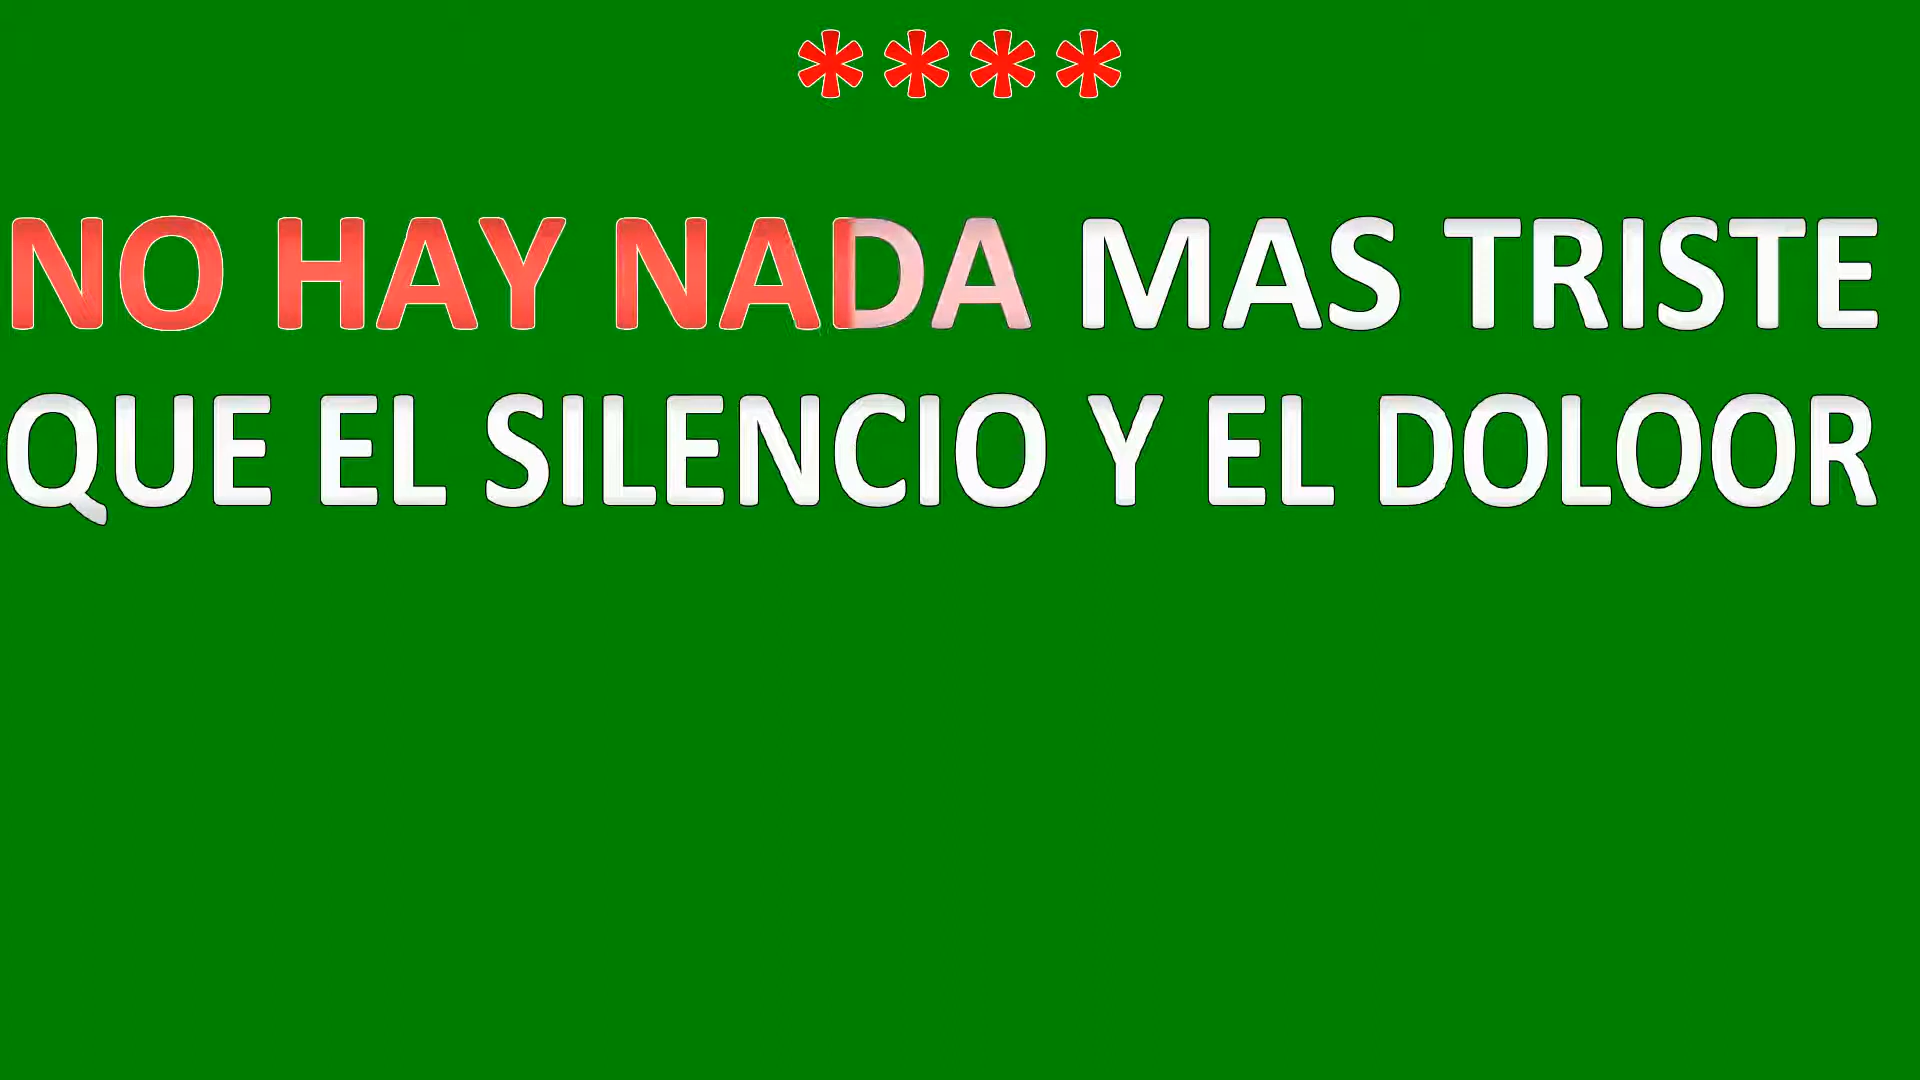 ****
NO HAY NADA MAS TRISTE
QUE EL SILENCIO Y EL DOLOOR